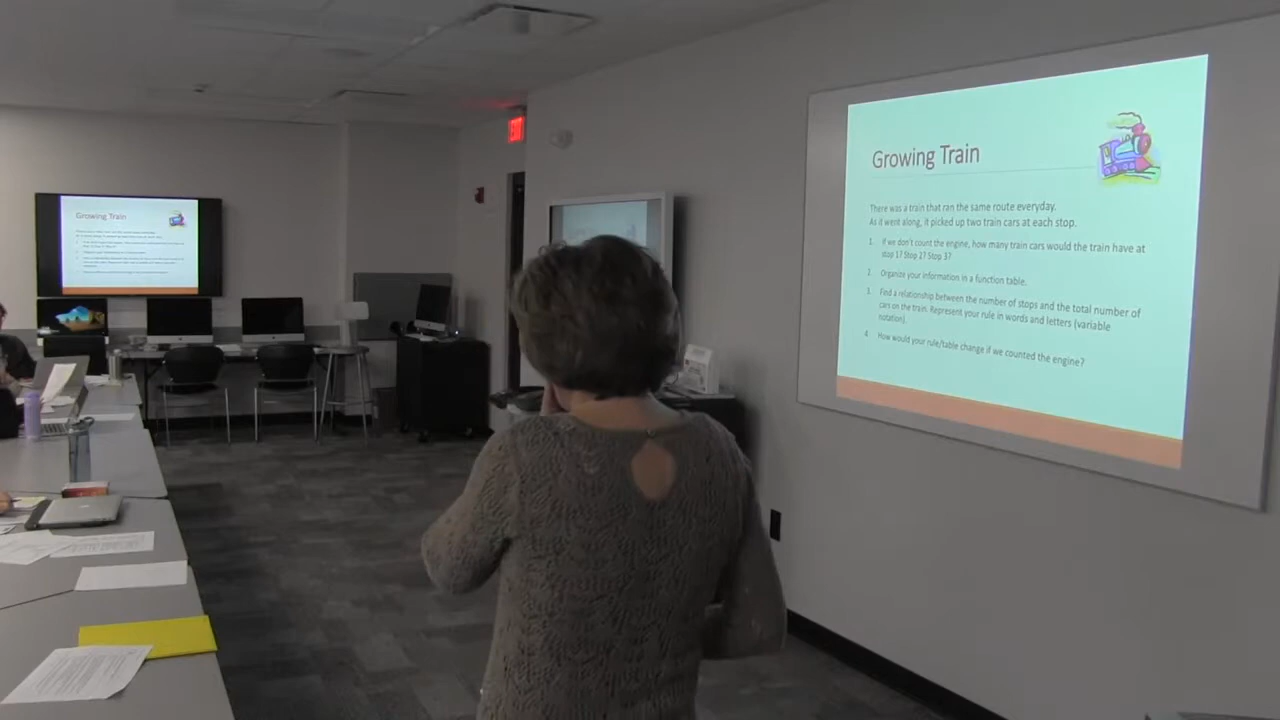 EXIT
Growing Train
There was a train that ran the same route everyday.
As it went along, it picked up two train cars at each stop.
1. If we don't count the engine, how many train cars would the train have at
stop 1? Stop 2? Stop 3?
2. Organize your information in a function table.
3. Find a relationship between the number of stops and the total number of
cars on the train. Represent your rule in words and letters (variable
notation).
4. How would your rule/table change if we counted the engine?
Growing Train